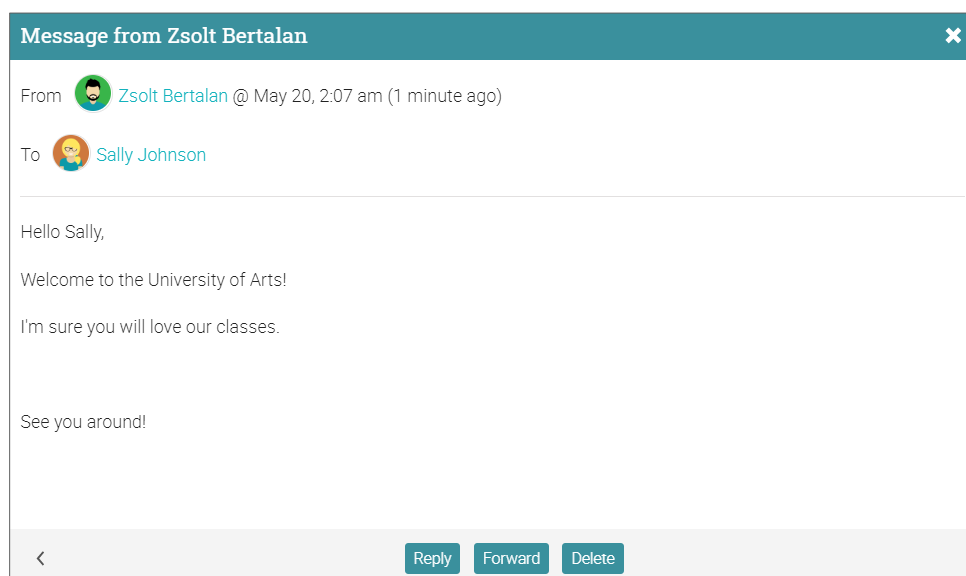 Message from Zsolt Bertalan
From Zsolt Bertalan @ May 20, 2:07 am (1 minute ago)
To Sally Johnson
Hello Sally,
Welcome to the University of Arts!
I'm sure you will love our classes.
See you around!
Reply Forward Delete